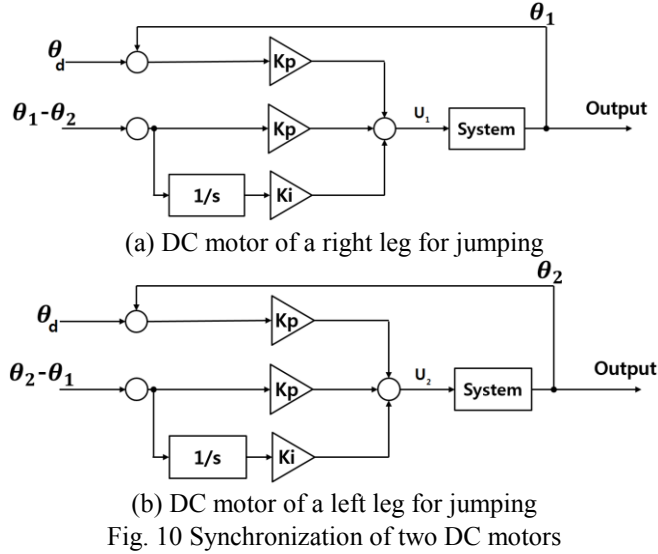 θ₁
θ_d
Kp
θ₁-θ₂
Kp
U₁
System
Output
1/s
Ki
(a) DC motor of a right leg for jumping
θ₂
θ_d
Kp
θ₂-θ₁
Kp
U₂
System
Output
1/s
Ki
(b) DC motor of a left leg for jumping
Fig. 10 Synchronization of two DC motors